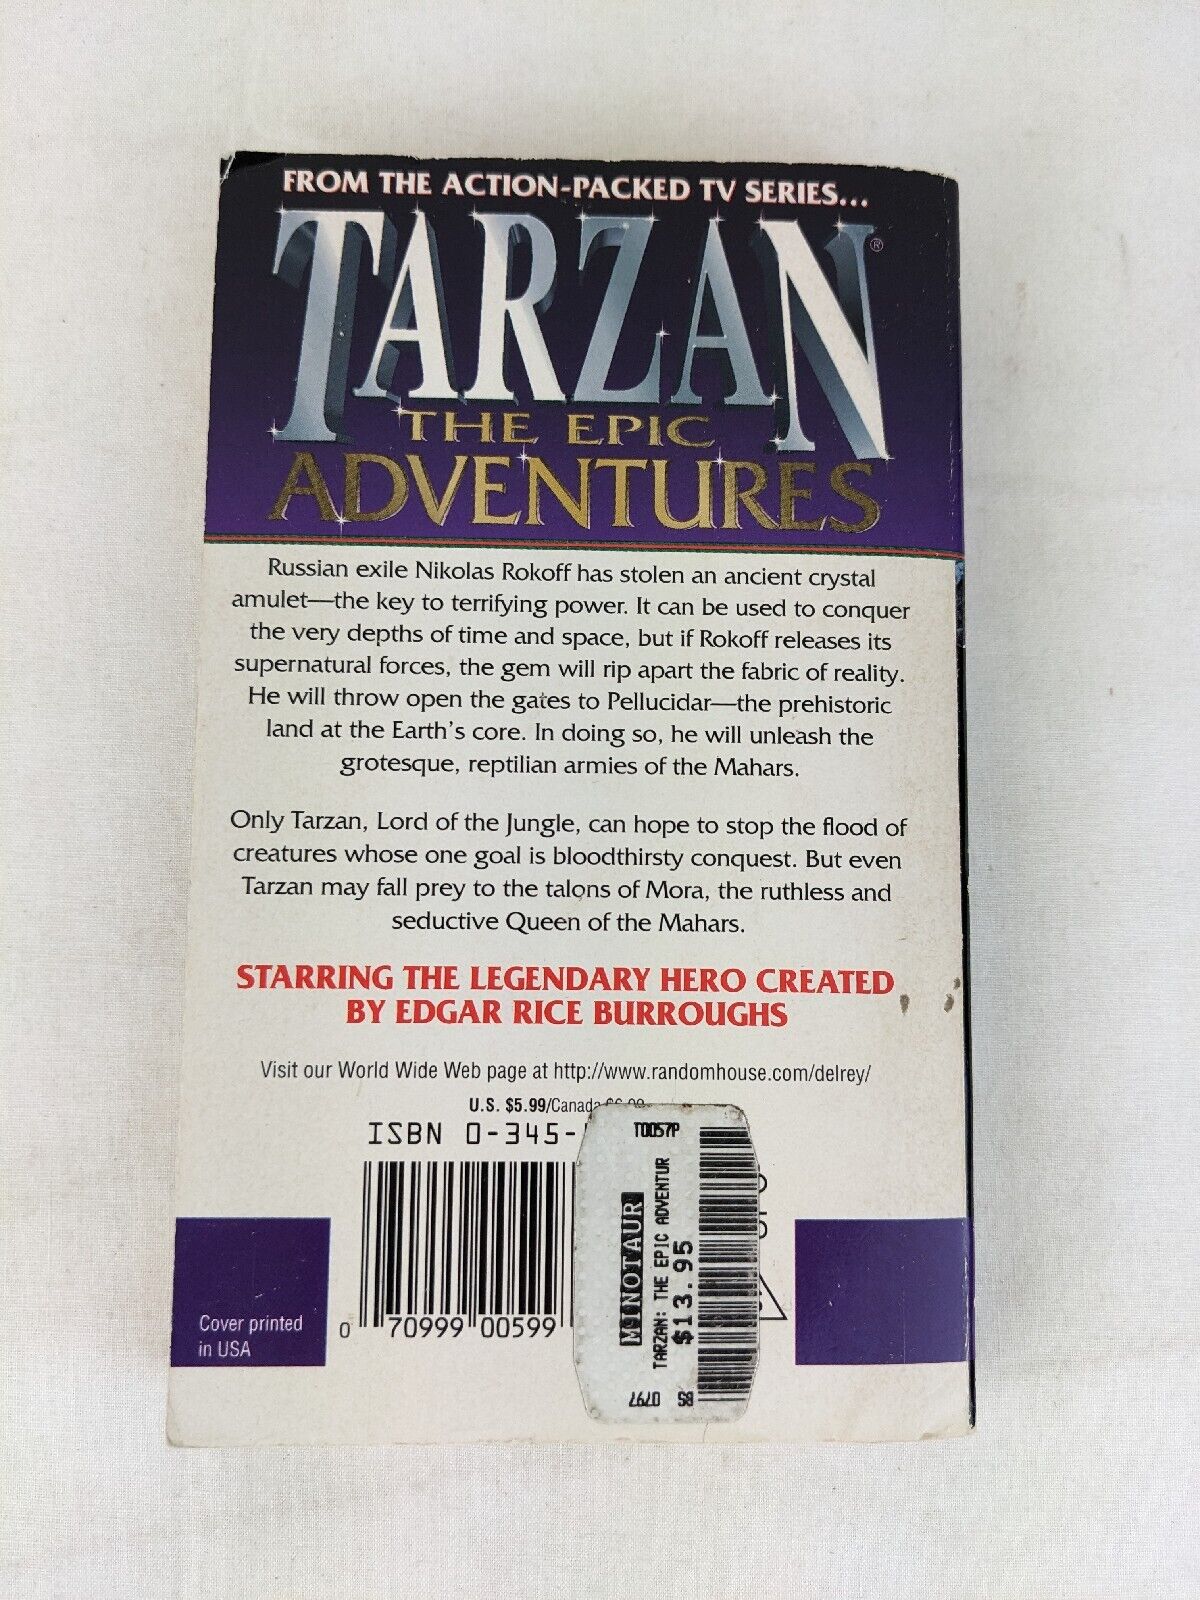 FROM THE ACTION-PACKED TV SERIES...
TARZAN®
THE EPIC
ADVENTURES
Russian exile Nikolas Rokoff has stolen an ancient crystal
amulet—the key to terrifying power. It can be used to conquer
the very depths of time and space, but if Rokoff releases its
supernatural forces, the gem will rip apart the fabric of reality.
He will throw open the gates to Pellucidar—the prehistoric
land at the Earth's core. In doing so, he will unleash the
grotesque, reptilian armies of the Mahars.
Only Tarzan, Lord of the Jungle, can hope to stop the flood of
creatures whose one goal is bloodthirsty conquest. But even
Tarzan may fall prey to the talons of Mora, the ruthless and
seductive Queen of the Mahars.
STARRING THE LEGENDARY HERO CREATED
BY EDGAR RICE BURROUGHS
Visit our World Wide Web page at http://www.randomhouse.com/delrey/
U.S. $5.99/Canada
ISBN 0-345-
0 70999 00599
Cover printed
in USA
T0057P
MINOTAUR
TARZAN: THE EPIC ADVENTUR
$13.95
0797 SB